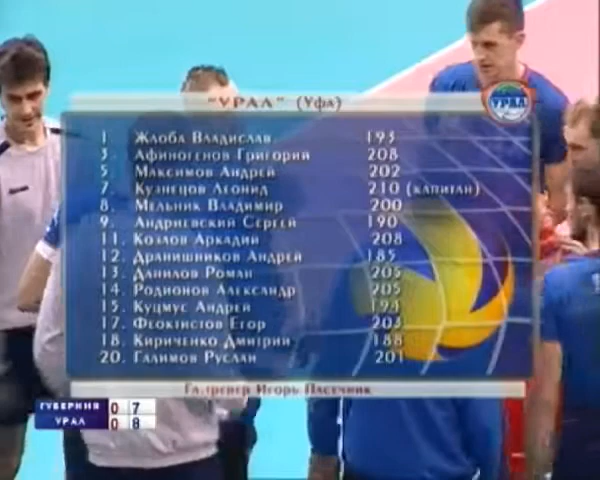 "УРАЛ" (Уфа)
УРАЛ
1 Жлоба Владислав 193
3. Афиногенов Григорий 208
5 Максимов Андрей 202
7. Кузнецов Леонид 210 (капитан)
8. Мельник Владимир 200
9. Андриевский Сергей 190
11. Козлов Аркадий 208
12. Дранишников Андрей 185
13. Данилов Роман 205
14. Родионов Александр 205
15. Куцмус Андрей 194
17. Феоктистов Егор 203
18. Кириченко Дмитрий 188
20. Галимов Руслан 201
Гл.тренер Игорь Пасечник
ГУБЕРНИЯ 0 7
УРАЛ 0 8